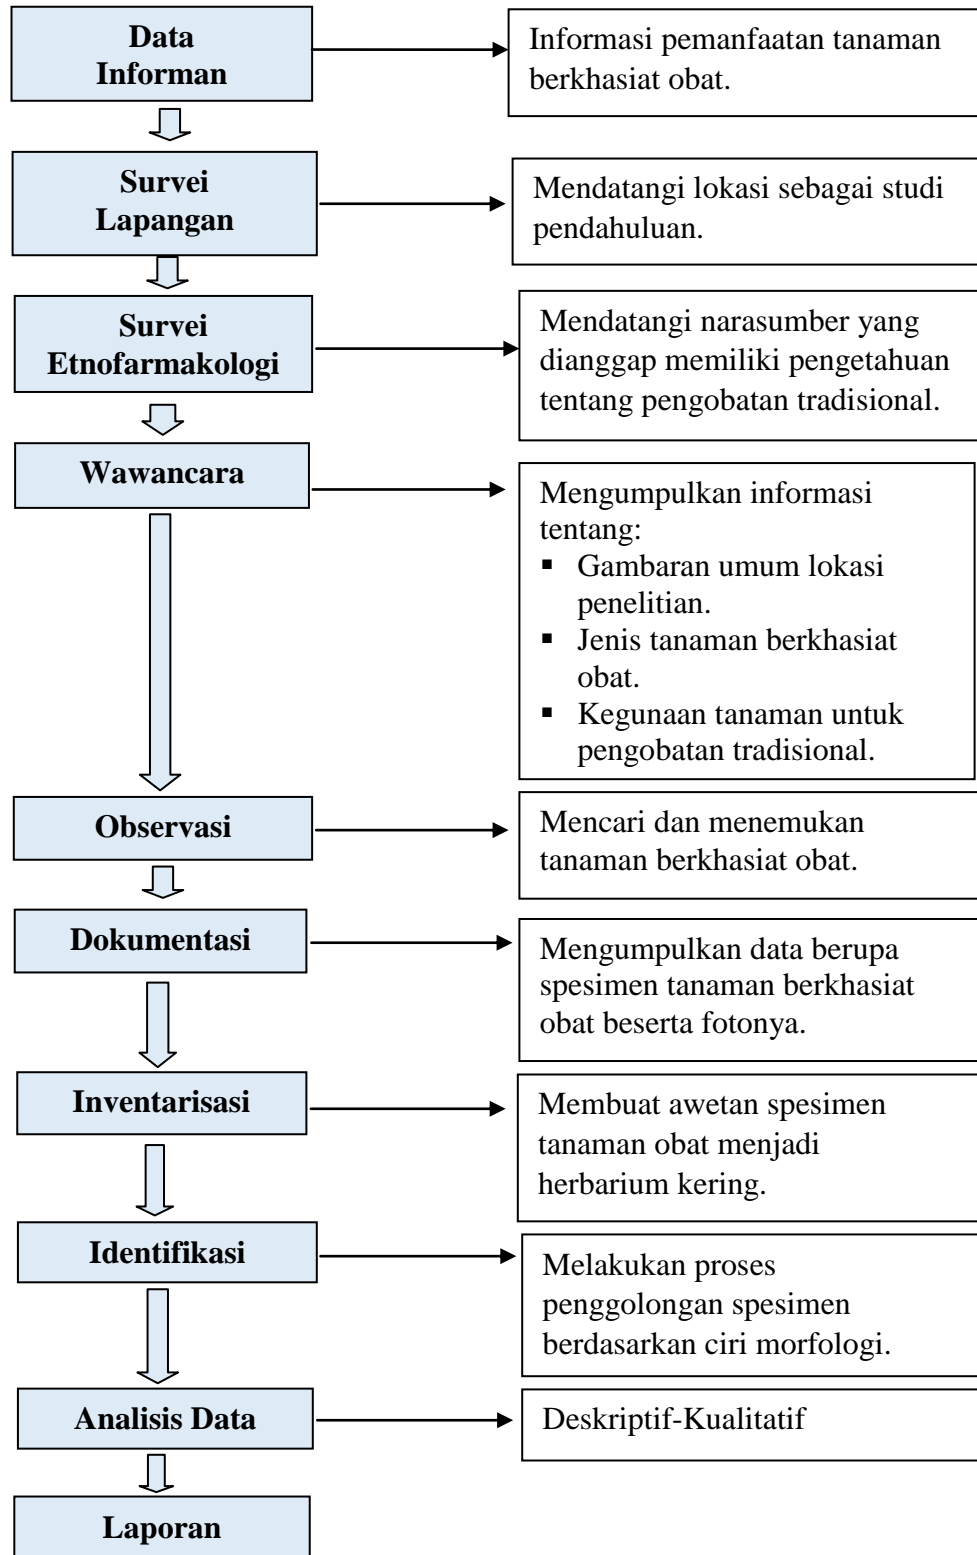 Data
Informan
Informasi pemanfaatan tanaman
berkhasiat obat.
Survei
Lapangan
Mendatangi lokasi sebagai studi
pendahuluan.
Survei
Etnofarmakologi
Mendatangi narasumber yang
dianggap memiliki pengetahuan
tentang pengobatan tradisional.
Wawancara
Mengumpulkan informasi
tentang:
▪ Gambaran umum lokasi
penelitian.
▪ Jenis tanaman berkhasiat
obat.
▪ Kegunaan tanaman untuk
pengobatan tradisional.
Observasi
Mencari dan menemukan
tanaman berkhasiat obat.
Dokumentasi
Mengumpulkan data berupa
spesimen tanaman berkhasiat
obat beserta fotonya.
Inventarisasi
Membuat awetan spesimen
tanaman obat menjadi
herbarium kering.
Identifikasi
Melakukan proses
penggolongan spesimen
berdasarkan ciri morfologi.
Analisis Data
Deskriptif-Kualitatif
Laporan